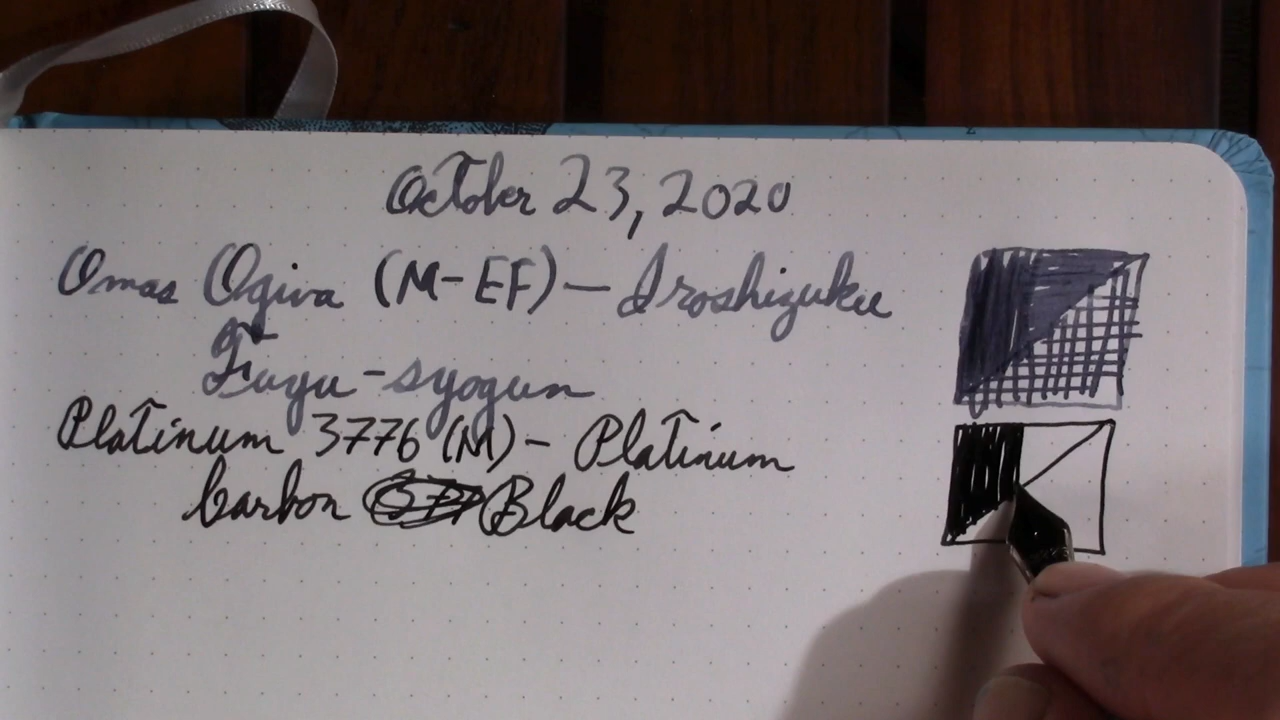 October 23, 2020
Omas Ogiva (M-EF) — Iroshizuku
Fuyu-syogun
Platinum 3776 (M) - Platinum
Carbon Black